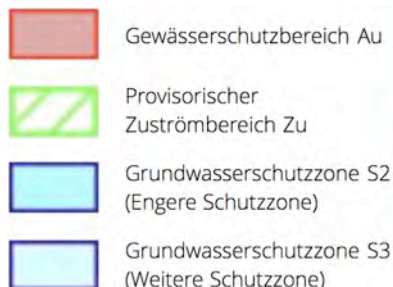 Gewässerschutzbereich Au
Provisorischer
Zuströmbereich Zu
Grundwasserschutzzone S2
(Engere Schutzzone)
Grundwasserschutzzone S3
(Weitere Schutzzone)